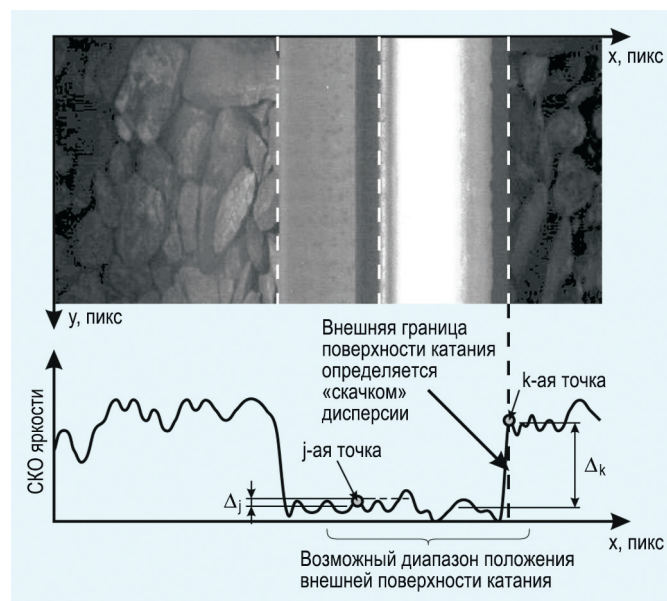 x, пикс
y, пикс
Внешняя граница
поверхности катания
определяется
«скачком»
дисперсии
k-ая точка
j-ая точка
СКО яркости
Δj
Δk
x, пикс
Возможный диапазон положения
внешней поверхности катания